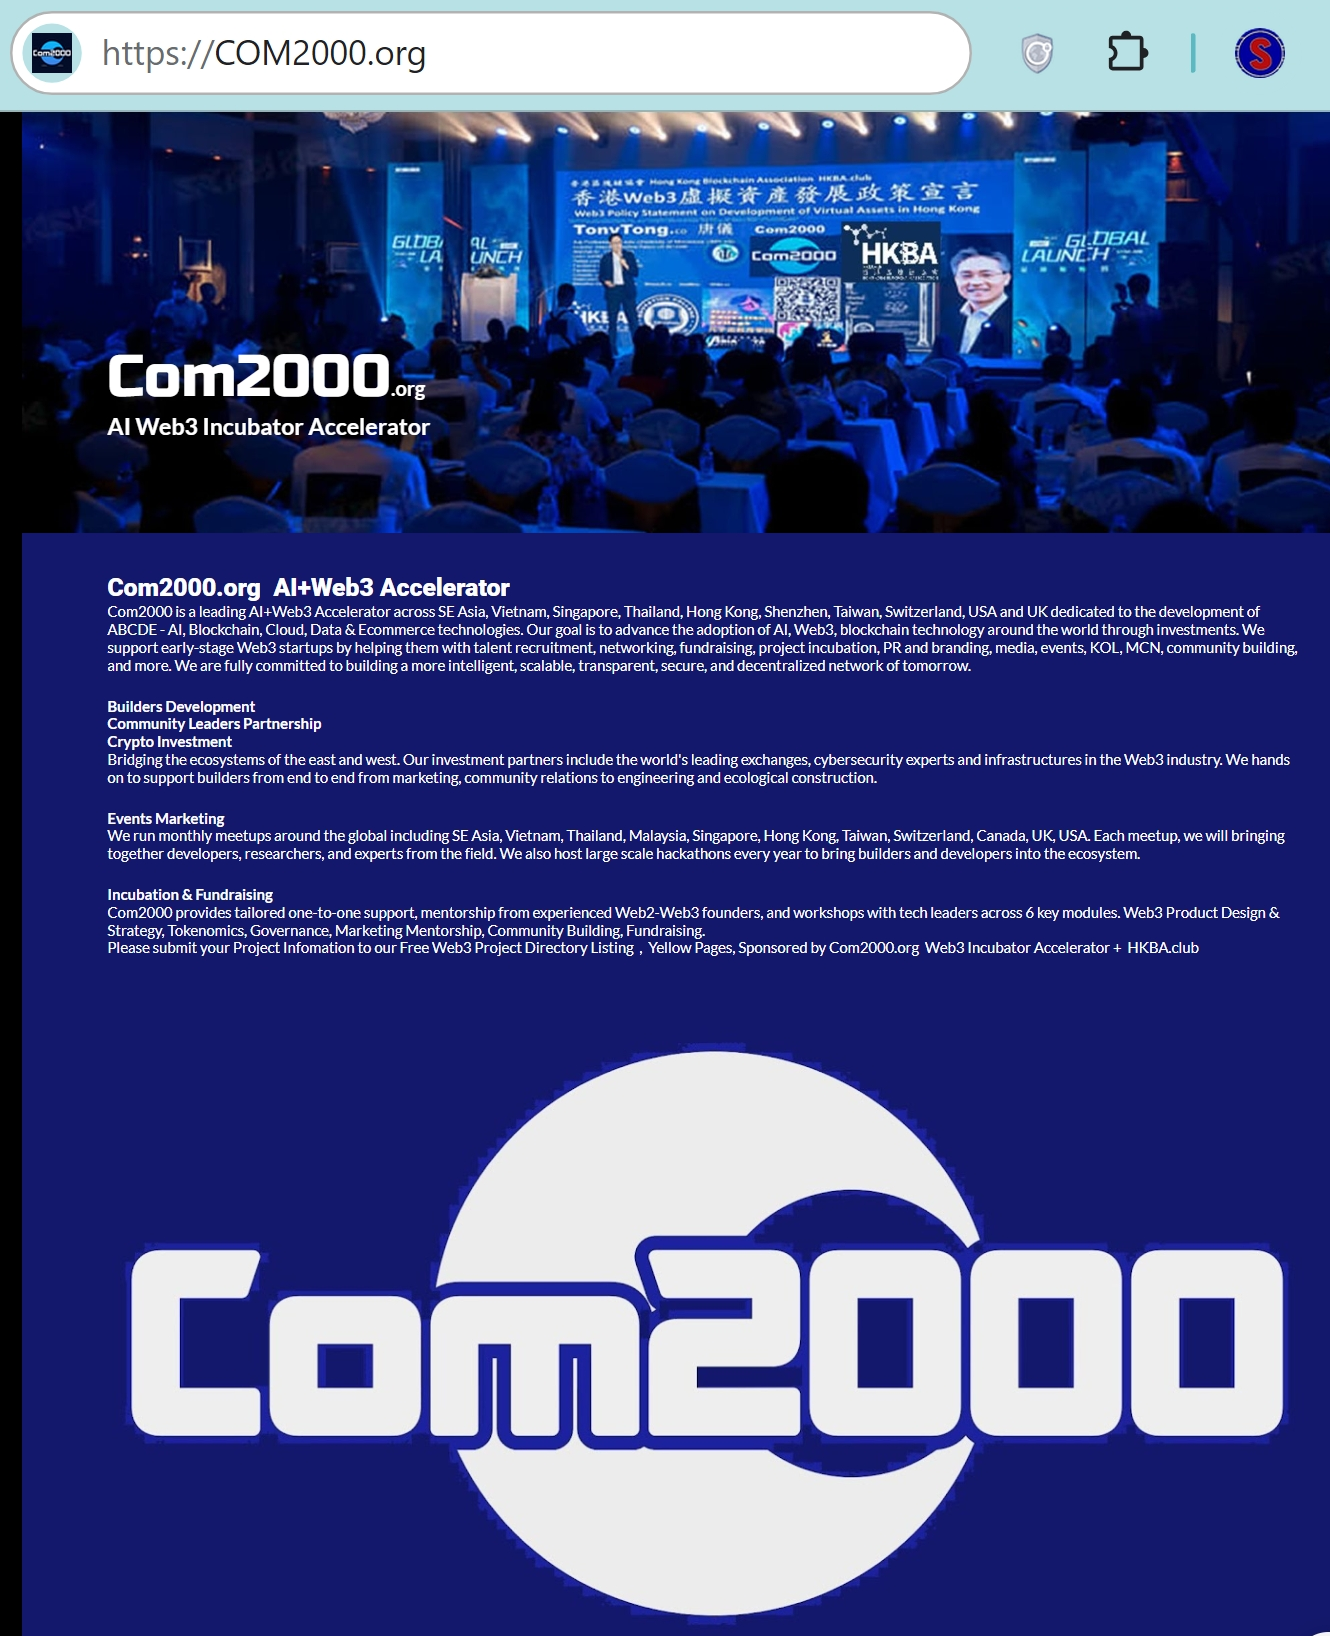 Com2000
https://COM2000.org
S
香港區塊鏈協會 Hong Kong Blockchain Association HKBA.club
香港Web3虛擬資產發展政策宣言
Web3 Policy Statement on Development of Virtual Assets in Hong Kong
TonyTong.co 唐儀 Com2000
Com2000
HKBA
GLOBAL
LAUNCH
GLOBAL
LAUNCH
HKBA
Com2000.org
AI Web3 Incubator Accelerator
Com2000.org AI+Web3 Accelerator
Com2000 is a leading AI+Web3 Accelerator across SE Asia, Vietnam, Singapore, Thailand, Hong Kong, Shenzhen, Taiwan, Switzerland, USA and UK dedicated to the development of
ABCDE - AI, Blockchain, Cloud, Data & Ecommerce technologies. Our goal is to advance the adoption of AI, Web3, blockchain technology around the world through investments. We
support early-stage Web3 startups by helping them with talent recruitment, networking, fundraising, project incubation, PR and branding, media, events, KOL, MCN, community building,
and more. We are fully committed to building a more intelligent, scalable, transparent, secure, and decentralized network of tomorrow.
Builders Development
Community Leaders Partnership
Crypto Investment
Bridging the ecosystems of the east and west. Our investment partners include the world's leading exchanges, cybersecurity experts and infrastructures in the Web3 industry. We hands
on to support builders from end to end from marketing, community relations to engineering and ecological construction.
Events Marketing
We run monthly meetups around the global including SE Asia, Vietnam, Thailand, Malaysia, Singapore, Hong Kong, Taiwan, Switzerland, Canada, UK, USA. Each meetup, we will bringing
together developers, researchers, and experts from the field. We also host large scale hackathons every year to bring builders and developers into the ecosystem.
Incubation & Fundraising
Com2000 provides tailored one-to-one support, mentorship from experienced Web2-Web3 founders, and workshops with tech leaders across 6 key modules. Web3 Product Design &
Strategy, Tokenomics, Governance, Marketing Mentorship, Community Building, Fundraising.
Please submit your Project Infomation to our Free Web3 Project Directory Listing，Yellow Pages, Sponsored by Com2000.org Web3 Incubator Accelerator + HKBA.club
Com2000